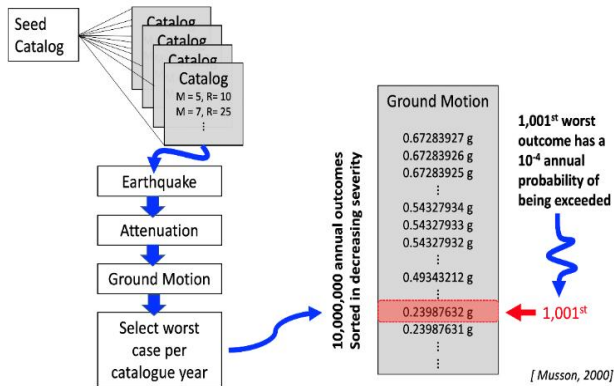 Seed
Catalog
Catalog
M = 5, R= 10
M = 7, R= 25
⋮
Earthquake
Attenuation
Ground Motion
Select worst
case per
catalogue year
10,000,000 annual outcomes
Sorted in decreasing severity
Ground Motion
0.67283927 g
0.67283926 g
0.67283925 g
⋮
0.54327934 g
0.54327933 g
0.54327932 g
⋮
0.49343212 g
⋮
0.23987632 g
0.23987631 g
⋮
⋮
1,001st worst
outcome has a
10-4 annual
probability of
being exceeded
1,001st
[ Musson, 2000]